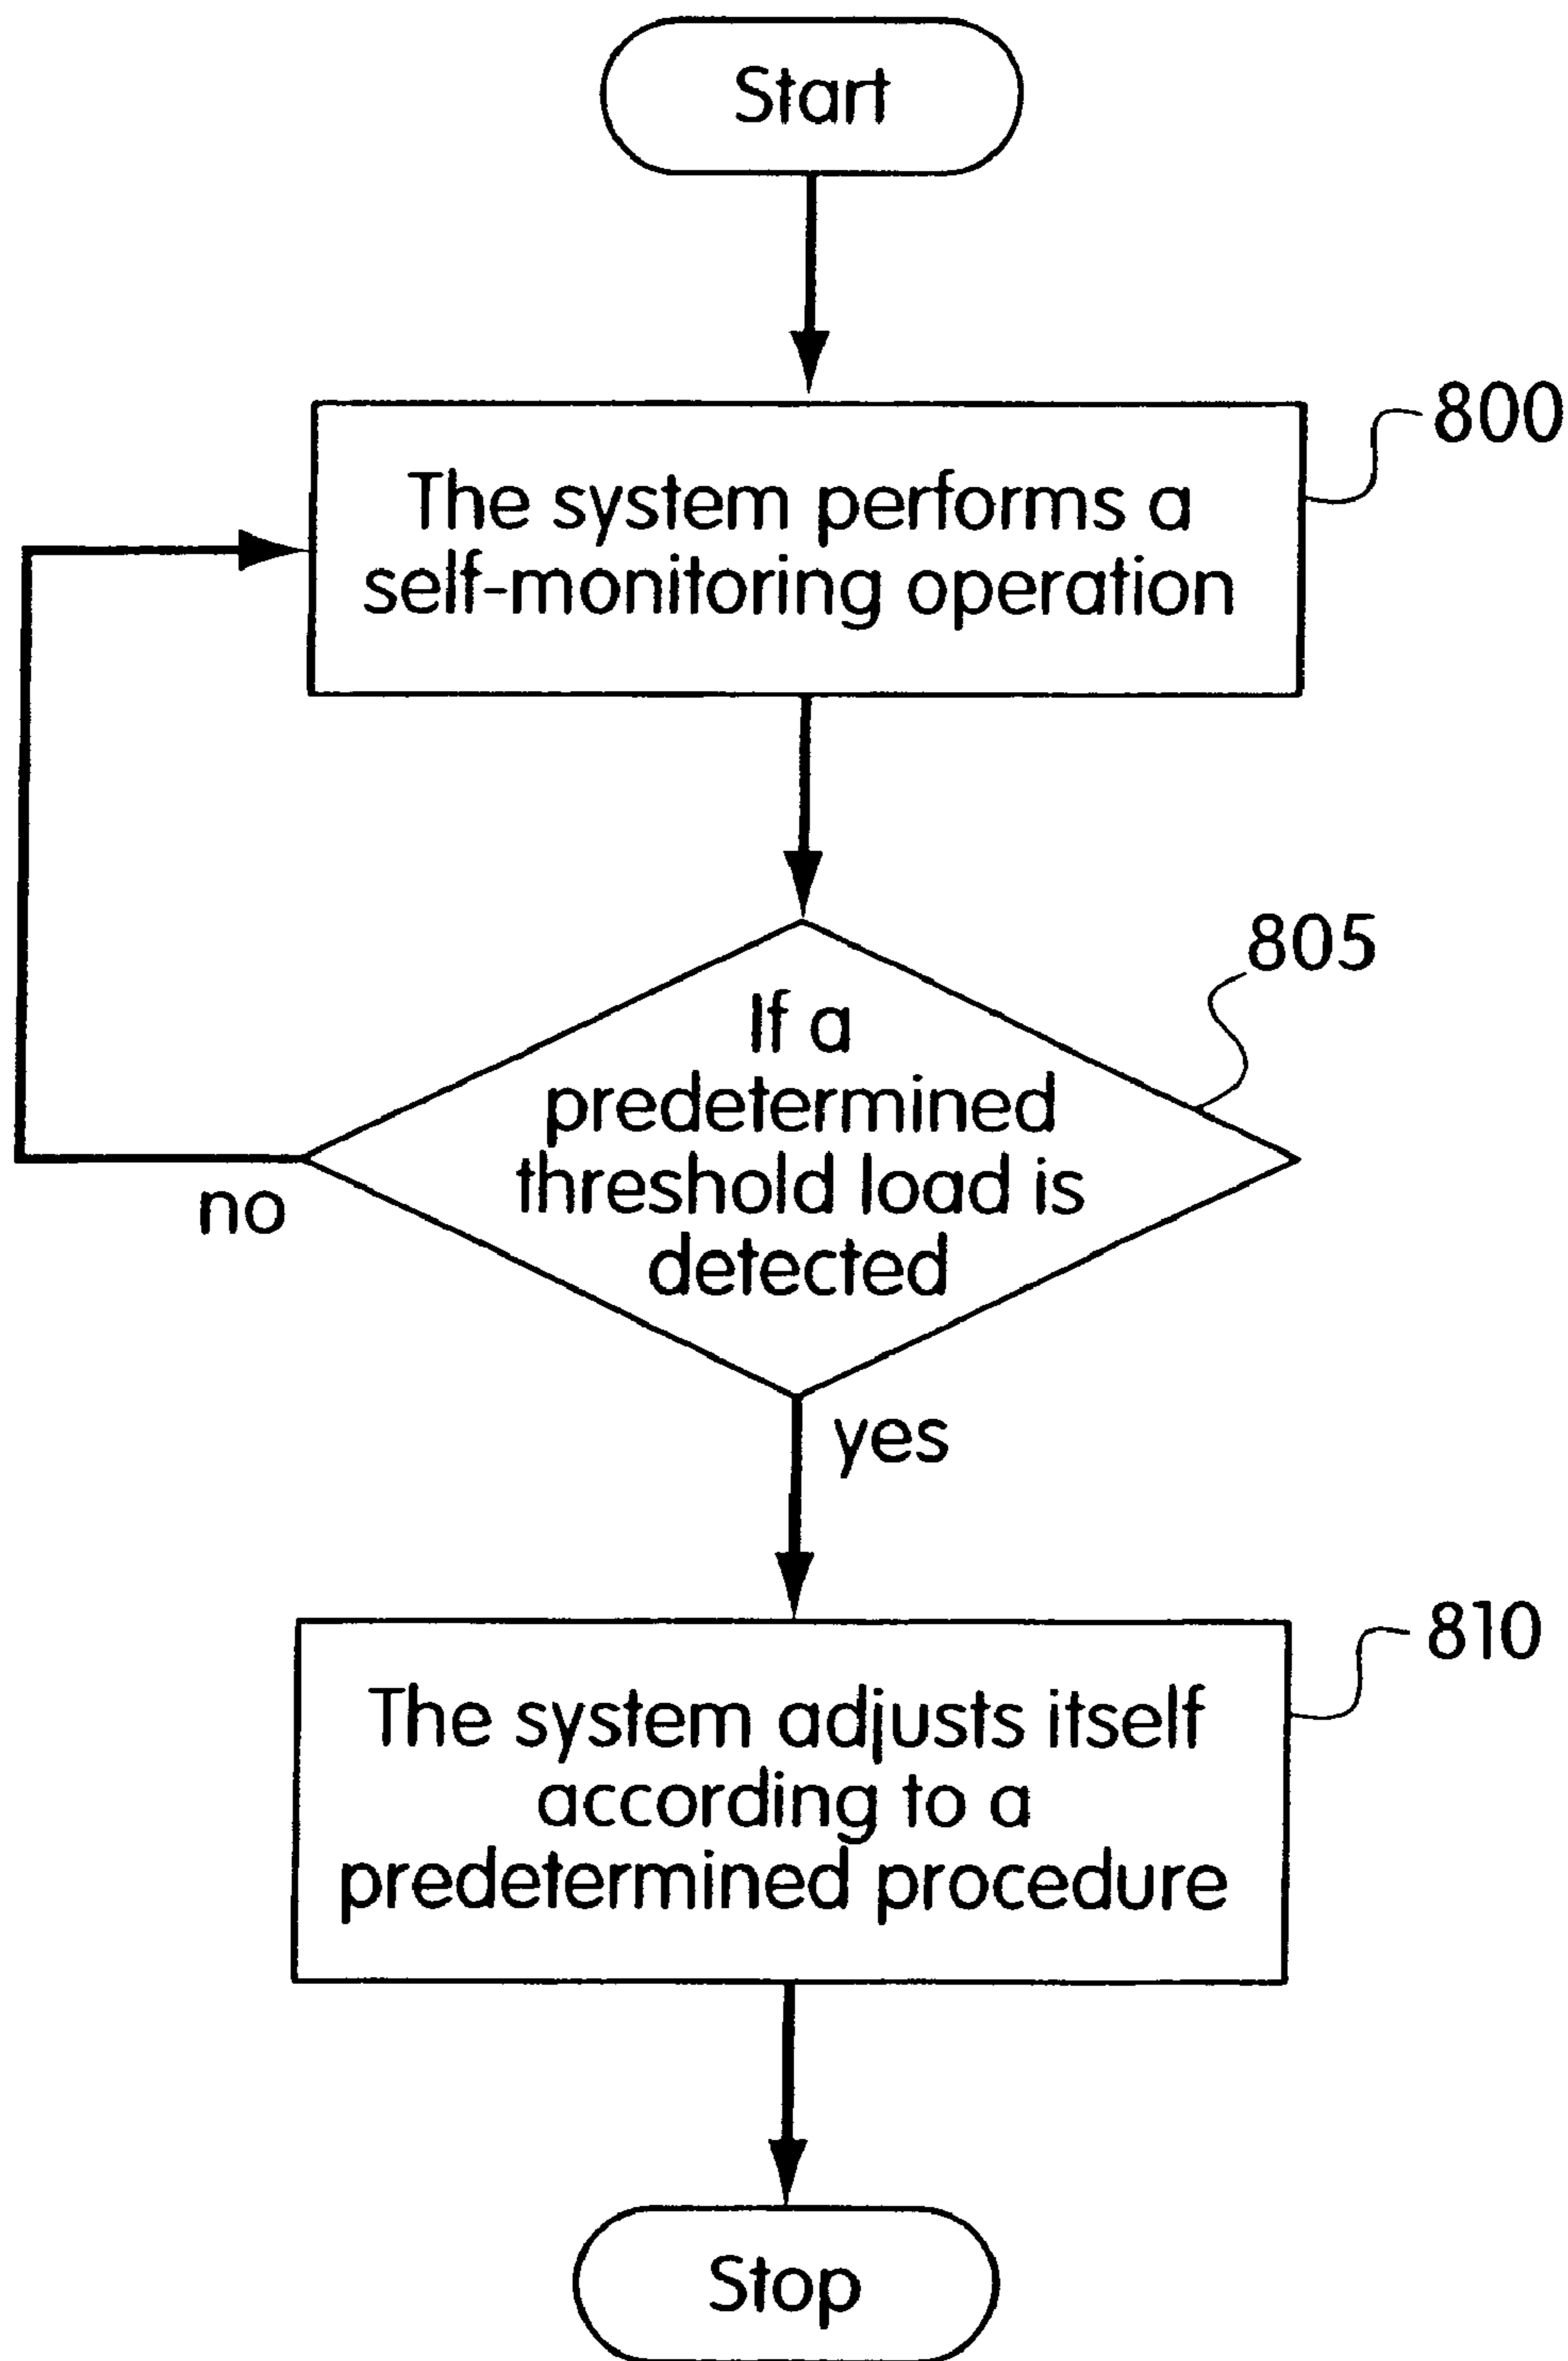 Start
800
The system performs a
self-monitoring operation
805
If a
predetermined
threshold load is
detected
no
yes
810
The system adjusts itself
according to a
predetermined procedure
Stop